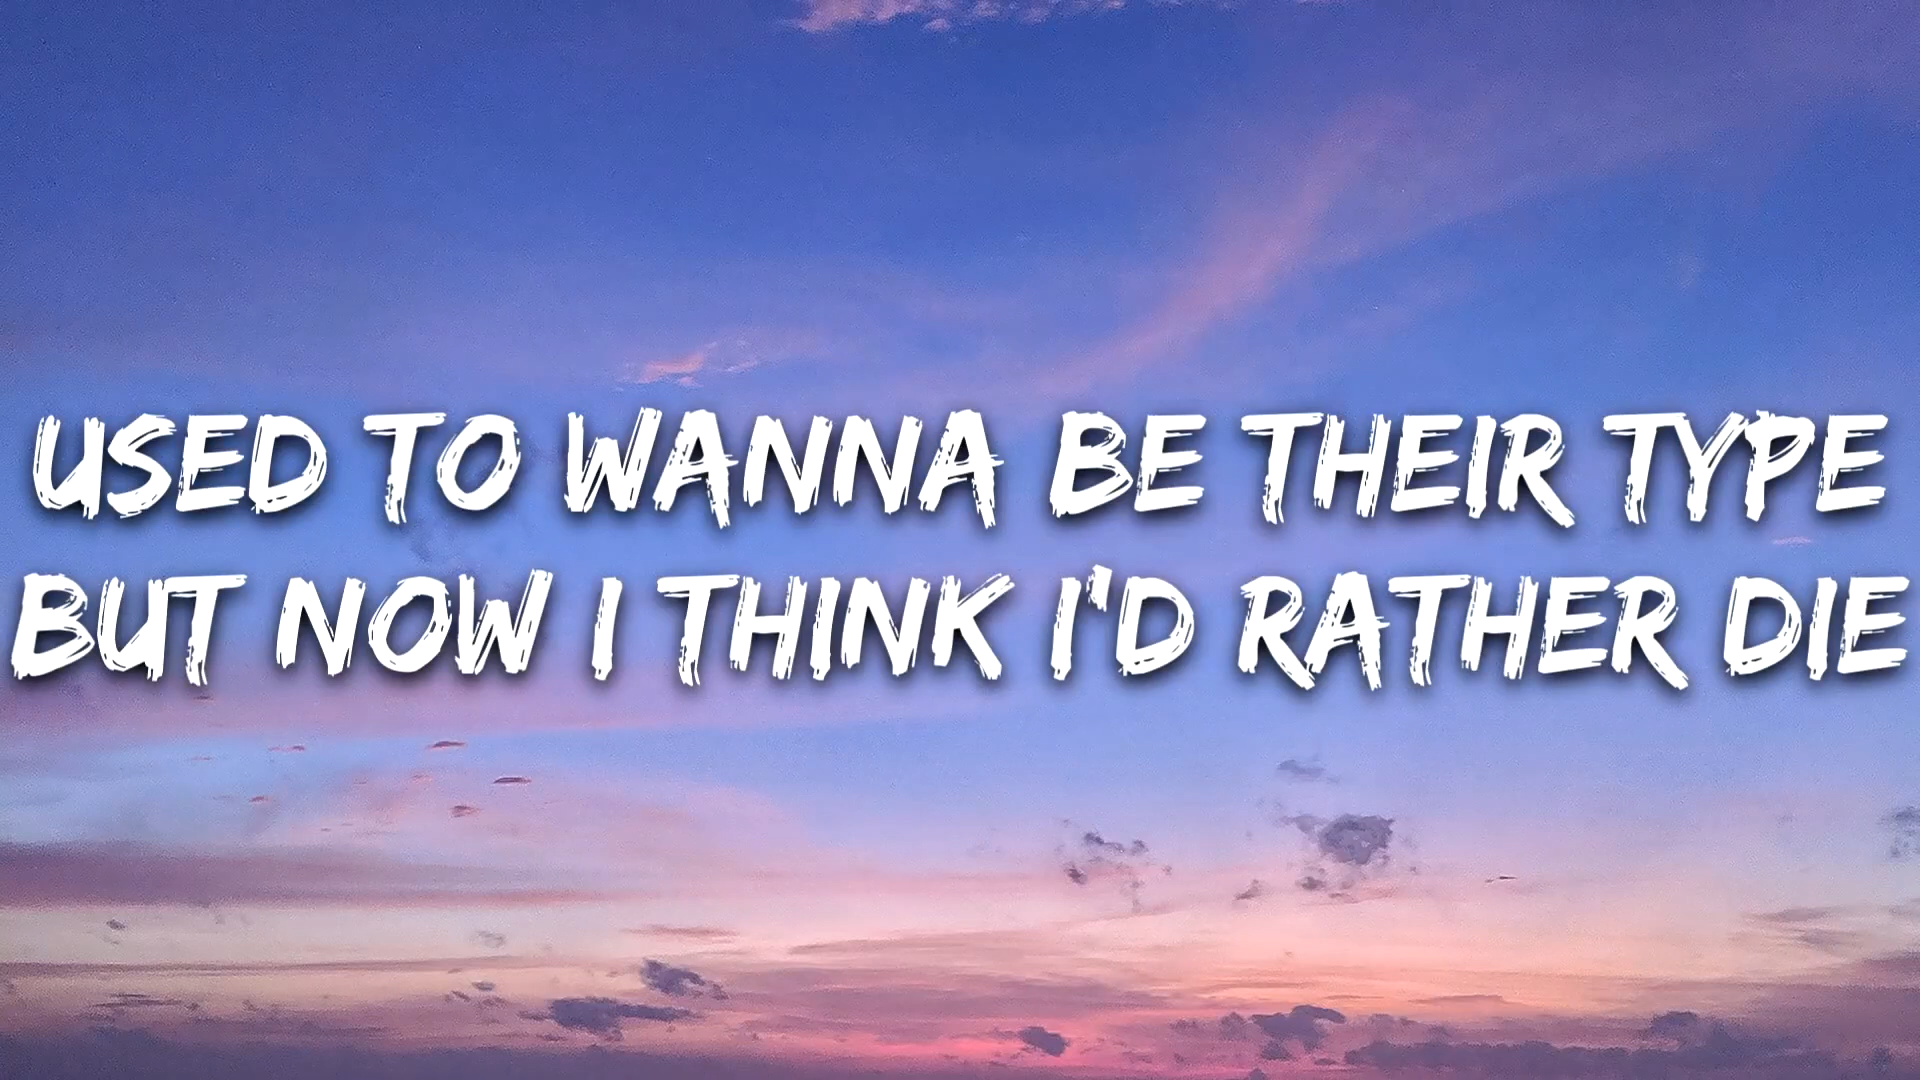 USED TO WANNA BE THEIR TYPE
BUT NOW I THINK I'D RATHER DIE